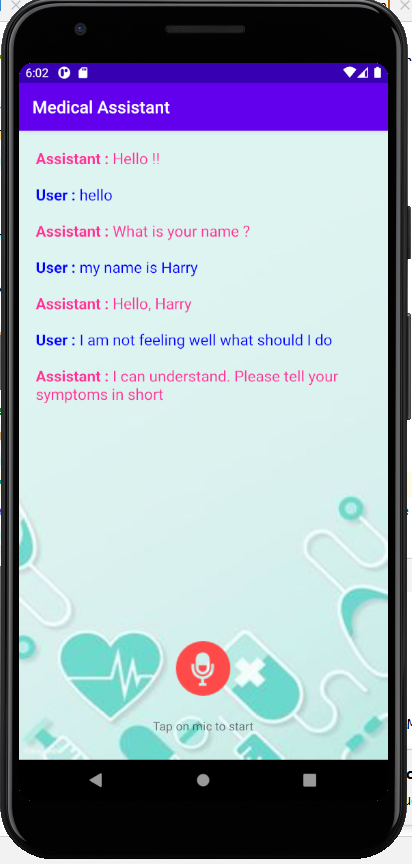 6:02
Medical Assistant
Assistant : Hello !!
User : hello
Assistant : What is your name ?
User : my name is Harry
Assistant : Hello, Harry
User : I am not feeling well what should I do
Assistant : I can understand. Please tell your
symptoms in short
Tap on mic to start